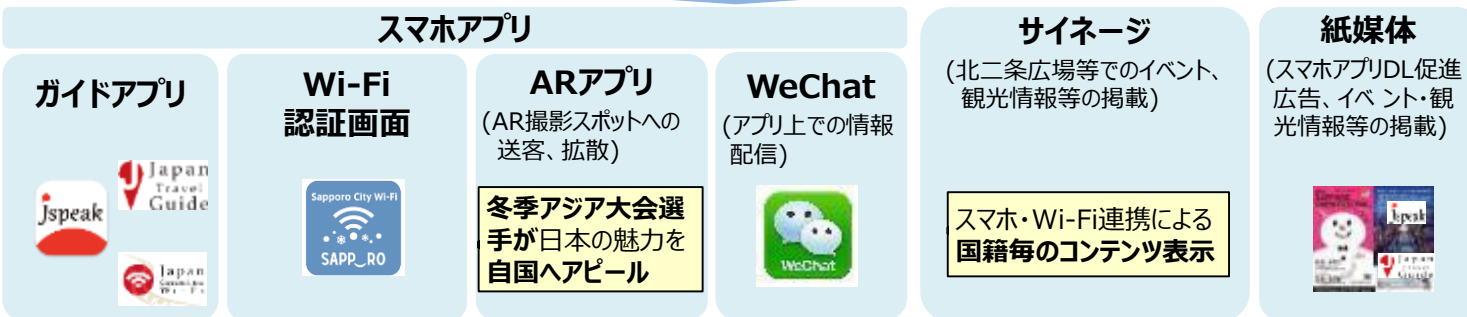 スマホアプリ
ガイドアプリ
Jspeak
Japan
Travel
Guide
Japan
Wi-Fi
認証画面
Sapporo City Wi-Fi
SAPP_RO
ARアプリ
(AR撮影スポットへの
送客、拡散)
冬季アジア大会選
手が日本の魅力を
自国へアピール
WeChat
(アプリ上での情報
配信)
WeChat
サイネージ
(北二条広場等でのイベント、
観光情報等の掲載)
スマホ・Wi-Fi連携による
国籍毎のコンテンツ表示
紙媒体
(スマホアプリDL促進
広告、イベ ント・観
光情報等の掲載)
Jspeak
Japan
Travel
Guide